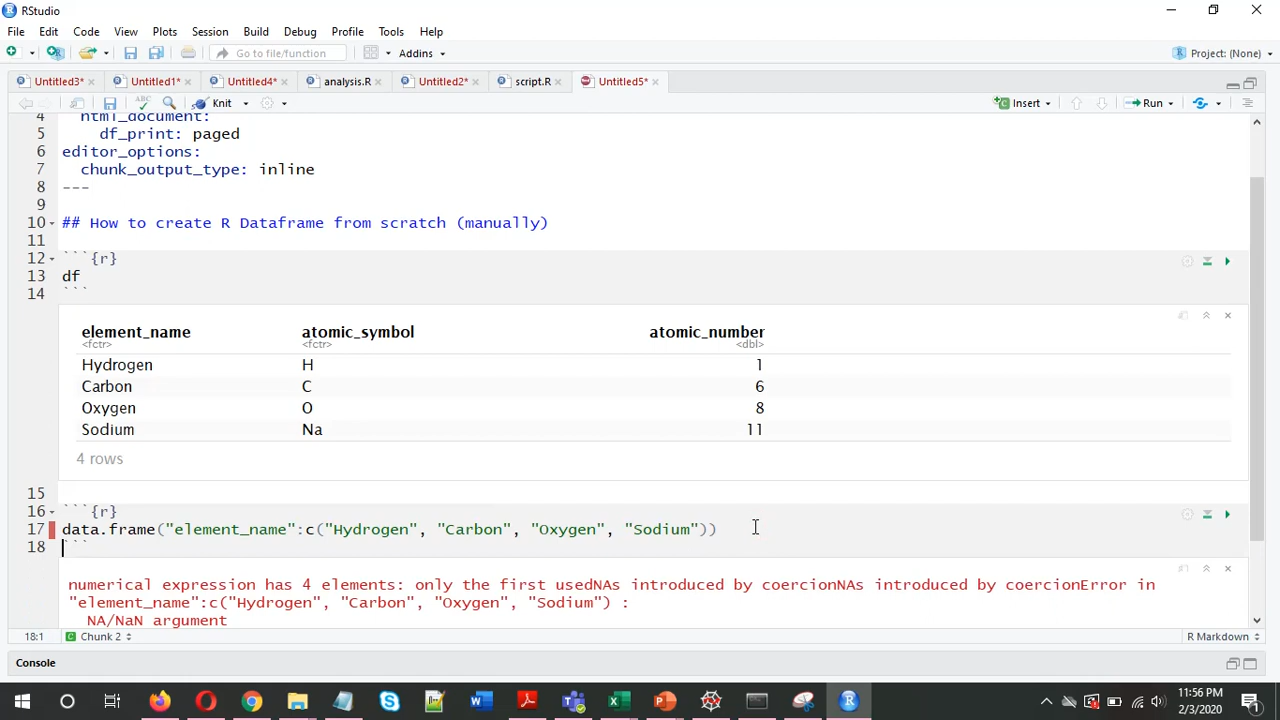 RStudio
File Edit Code View Plots Session Build Debug Profile Tools Help
Go to file/function Addins Project: (None)
Untitled3* Untitled1* Untitled4* analysis.R Untitled2* script.R Untitled5*
ABC Knit Insert Run
4 html_document:
5 df_print: paged
6 editor_options:
7 chunk_output_type: inline
8 ---
9
10 ## How to create R Dataframe from scratch (manually)
11
12 ```{r}
13 df
14 ```
element_name atomic_symbol atomic_number
<fctr> <fctr> <dbl>
Hydrogen H 1
Carbon C 6
Oxygen O 8
Sodium Na 11
4 rows
15
16 ```{r}
17 data.frame("element_name":c("Hydrogen", "Carbon", "Oxygen", "Sodium"))
18 ```
numerical expression has 4 elements: only the first usedNAs introduced by coercionNAs introduced by coercionError in
"element_name":c("Hydrogen", "Carbon", "Oxygen", "Sodium") :
NA/NaN argument
18:1 Chunk 2 R Markdown
Console
11:56 PM
2/3/2020